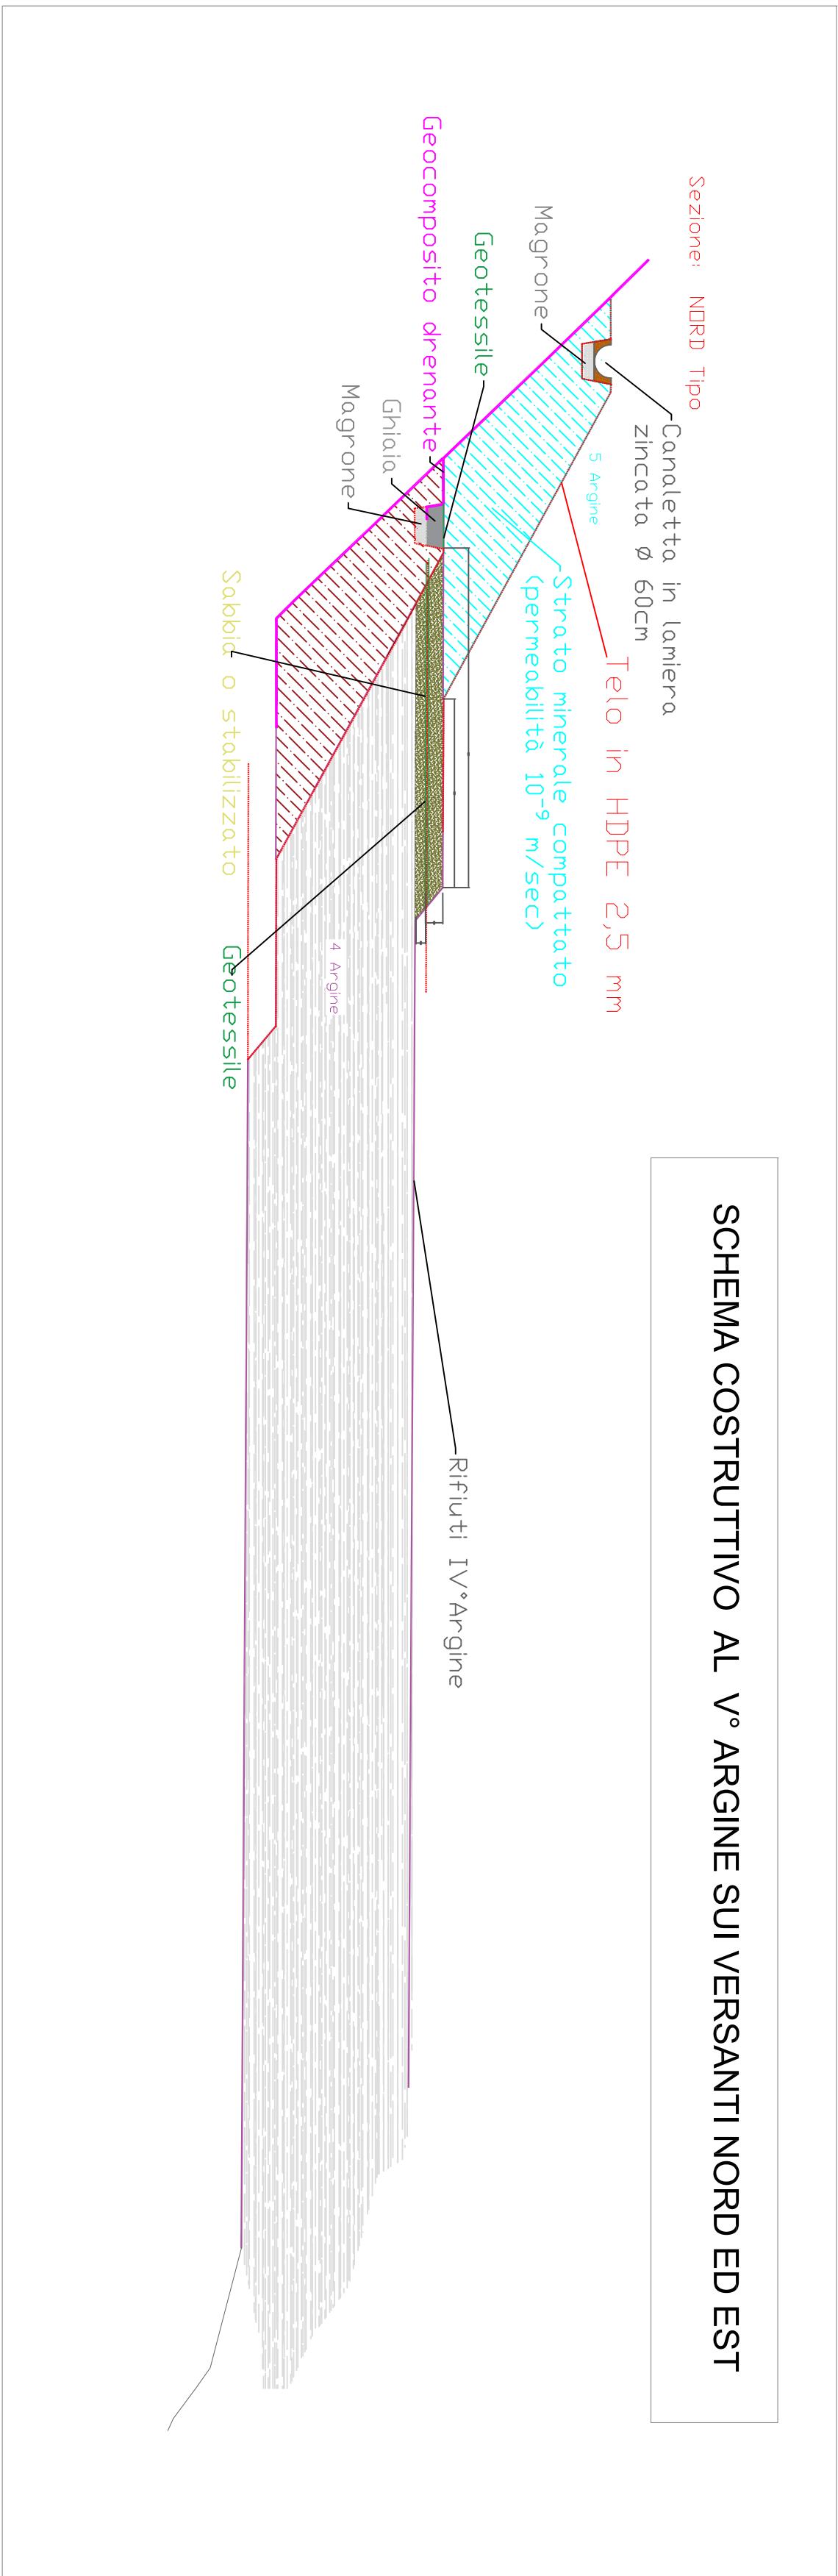 SCHEMA COSTRUTTIVO AL V° ARGINE SUI VERSANTI NORD ED EST
Sezione: NORD Tipo
Canaletta in lamiera
zincata Ø 60cm
Telo in HDPE 2,5 mm
5 Argine
Strato minerale compattato
(permeabilità 10-9 m/sec)
Magrone
Geotessile
Geocomposito drenante
Ghiaia
Magrone
Rifiuti IV°Argine
4 Argine
Sabbia o stabilizzato
Geotessile